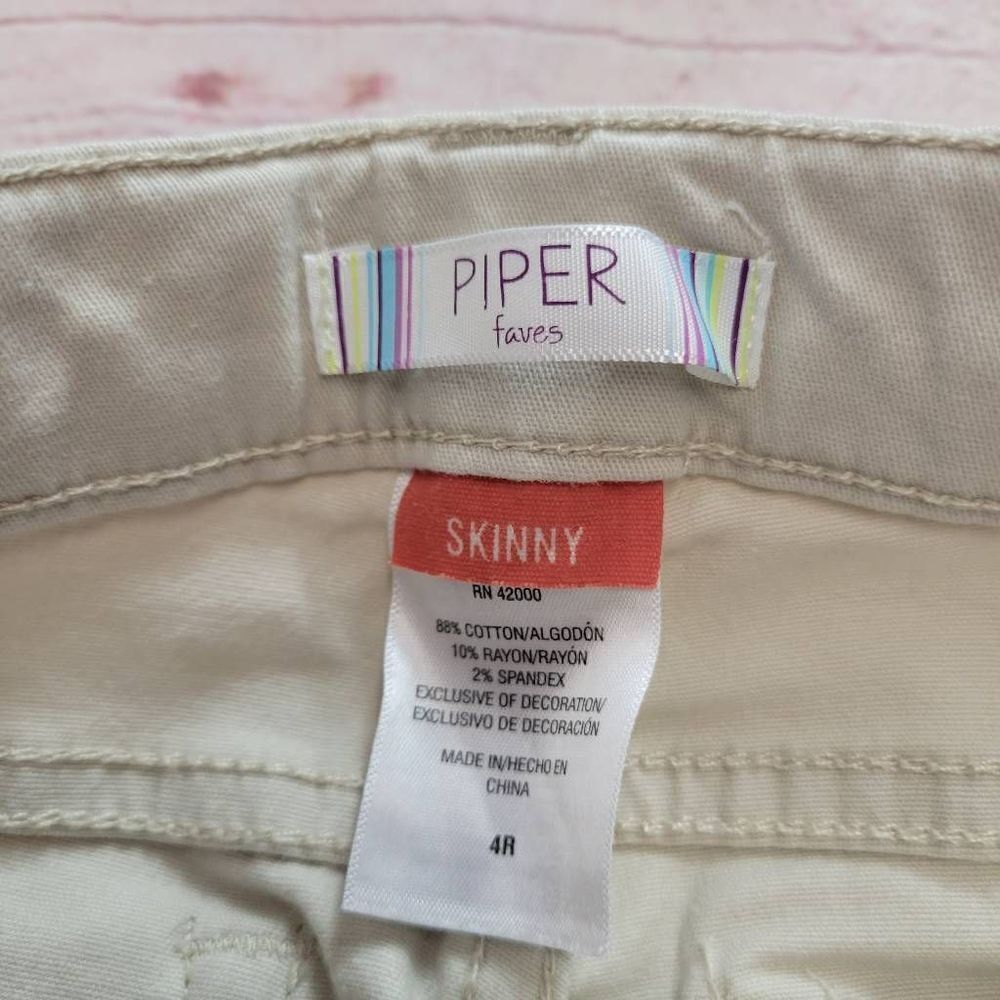 PIPER
faves
SKINNY
RN 42000
88% COTTON/ALGODÓN
10% RAYON/RAYÓN
2% SPANDEX
EXCLUSIVE OF DECORATION/
EXCLUSIVO DE DECORACIÓN
MADE IN/HECHO EN
CHINA
4R